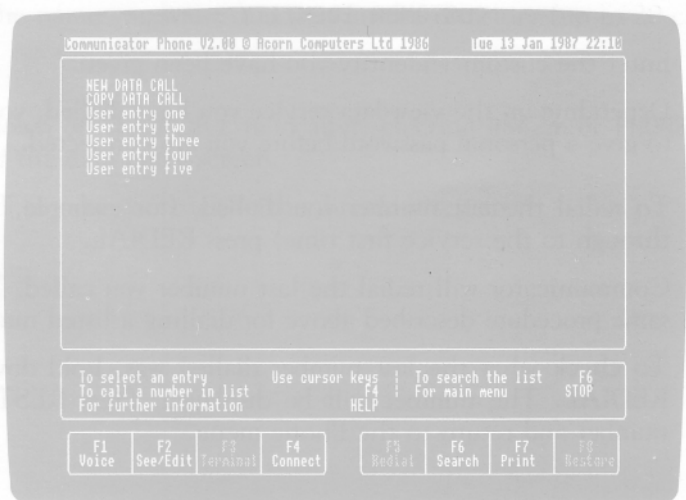 Communicator Phone V2.00 © Acorn Computers Ltd 1986 Tue 13 Jan 1987 22:10
NEW DATA CALL
COPY DATA CALL
User entry one
User entry two
User entry three
User entry four
User entry five
To select an entry Use cursor keys | To search the list F6
To call a number in list F4 | For main menu STOP
For further information HELP
F1 F2 F3 F4 F5 F6 F7 F8
Voice See/Edit Terminal Connect Redial Search Print Restore